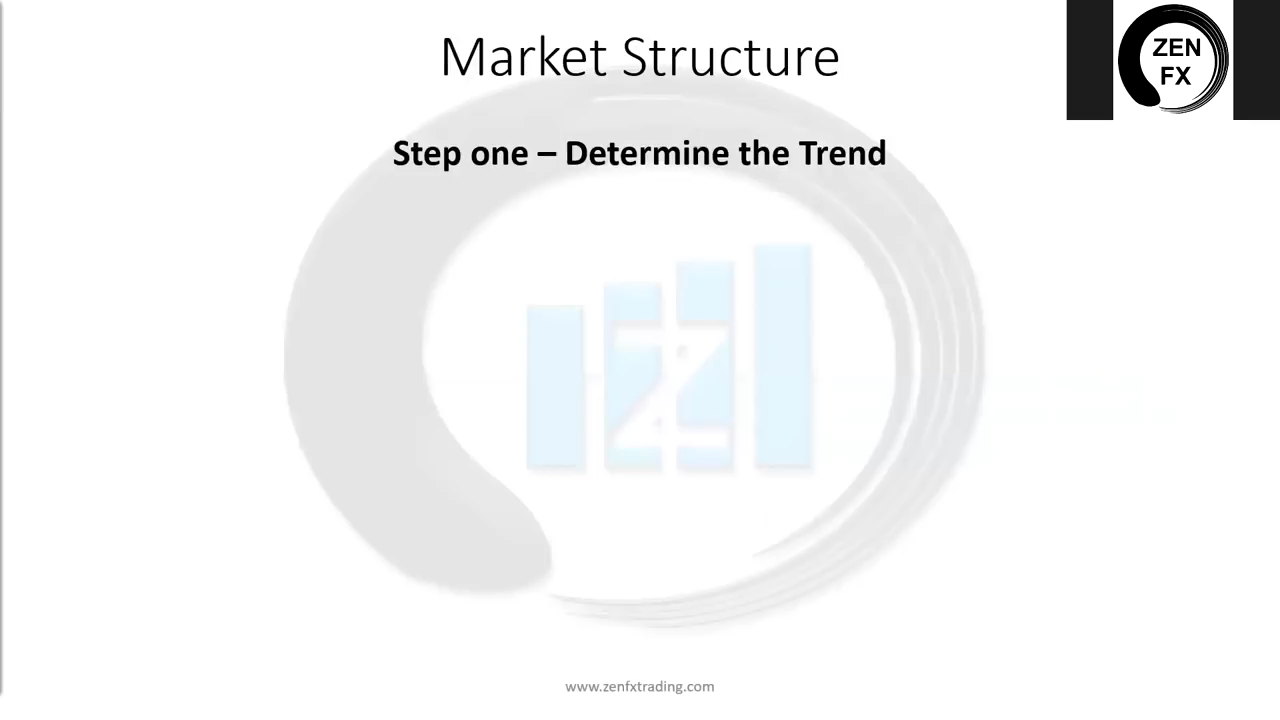 Market Structure
ZEN
FX
Step one – Determine the Trend
Z
www.zenfxtrading.com